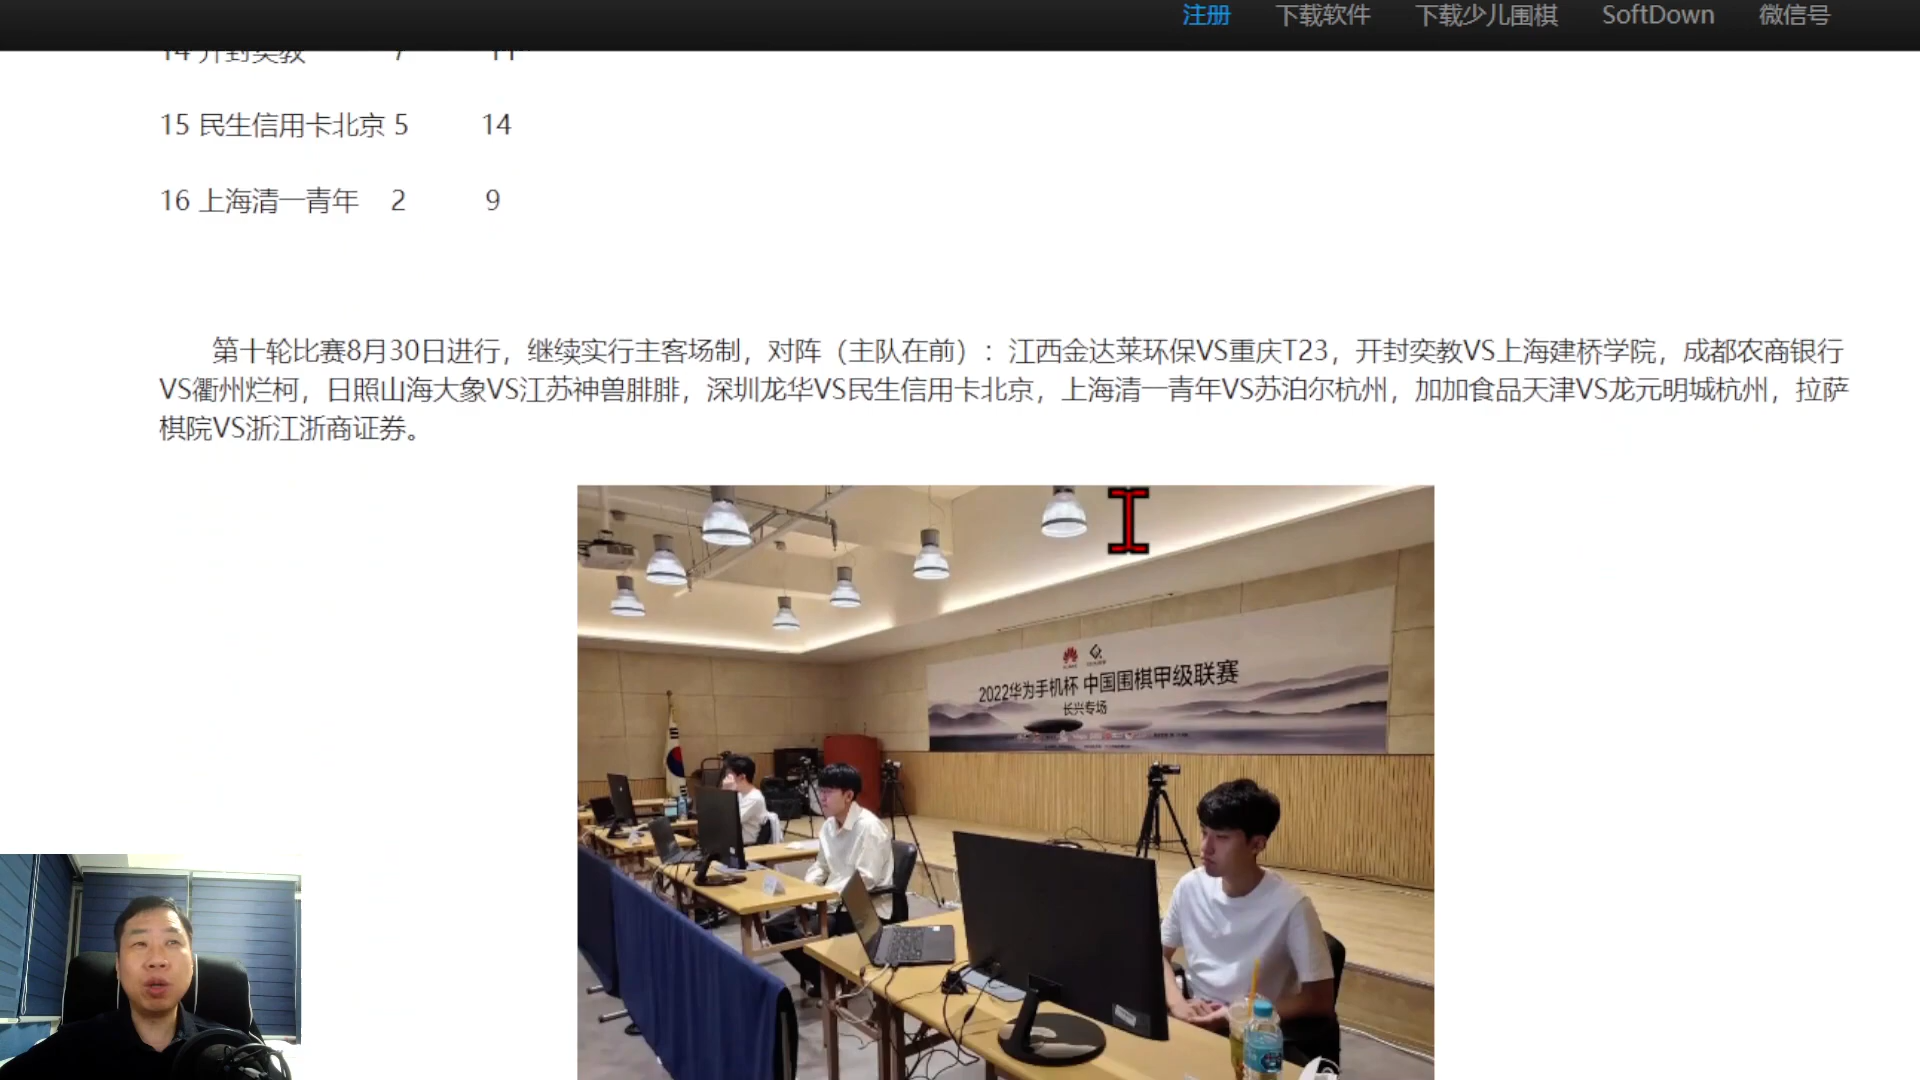 注册 下载软件 下载少儿围棋 SoftDown 微信号
14 开封奕教 7 11
15 民生信用卡北京 5 14
16 上海清一青年 2 9
第十轮比赛8月30日进行，继续实行主客场制，对阵（主队在前）：江西金达莱环保VS重庆T23，开封奕教VS上海建桥学院，成都农商银行
VS衢州烂柯，日照山海大象VS江苏神兽腓腓，深圳龙华VS民生信用卡北京，上海清一青年VS苏泊尔杭州，加加食品天津VS龙元明城杭州，拉萨
棋院VS浙江浙商证券。
2022华为手机杯 中国围棋甲级联赛
长兴专场